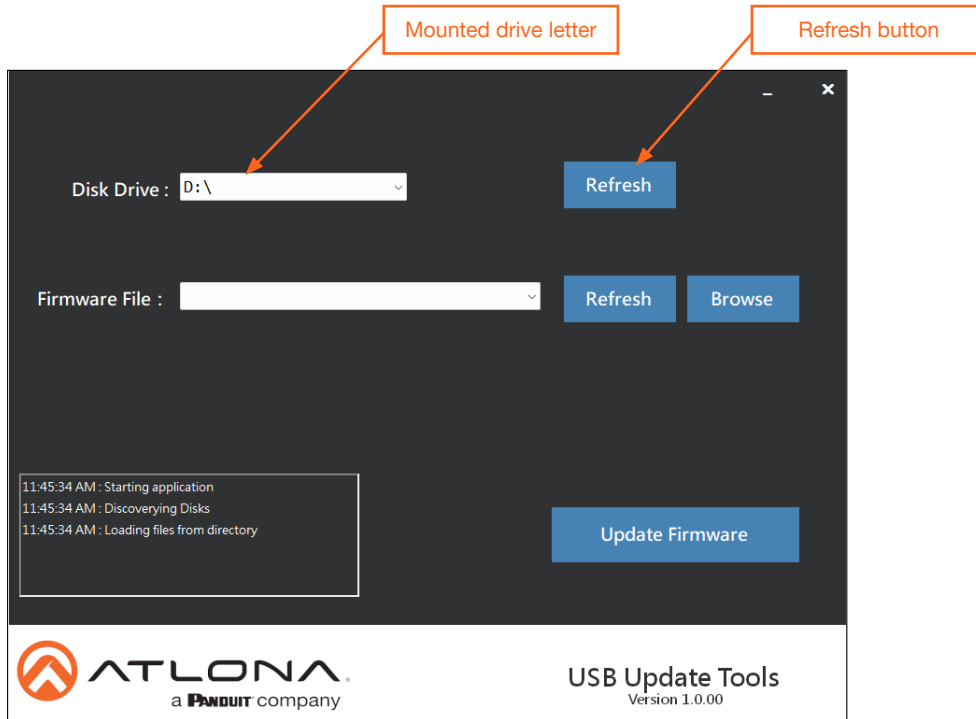 Mounted drive letter
Refresh button
_ ×
Disk Drive : D:\ Refresh
Firmware File : Refresh Browse
11:45:34 AM : Starting application
11:45:34 AM : Discoverying Disks
11:45:34 AM : Loading files from directory
Update Firmware
ATLONA.
a PANDUIT company
USB Update Tools
Version 1.0.00